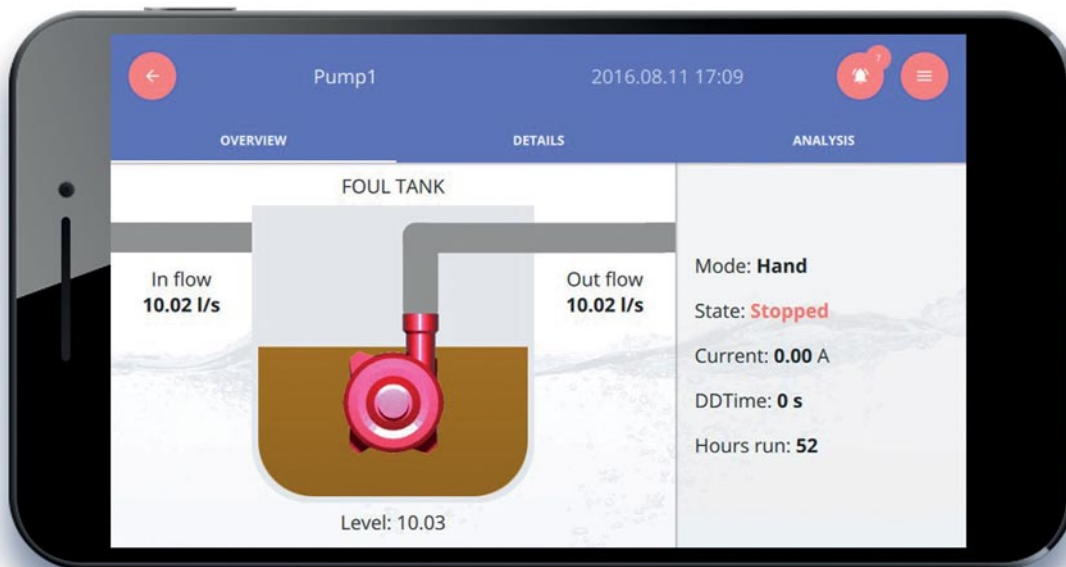 Pump1
2016.08.11 17:09
7
OVERVIEW
DETAILS
ANALYSIS
FOUL TANK
In flow
10.02 l/s
Out flow
10.02 l/s
Level: 10.03
Mode: Hand
State: Stopped
Current: 0.00 A
DDTime: 0 s
Hours run: 52